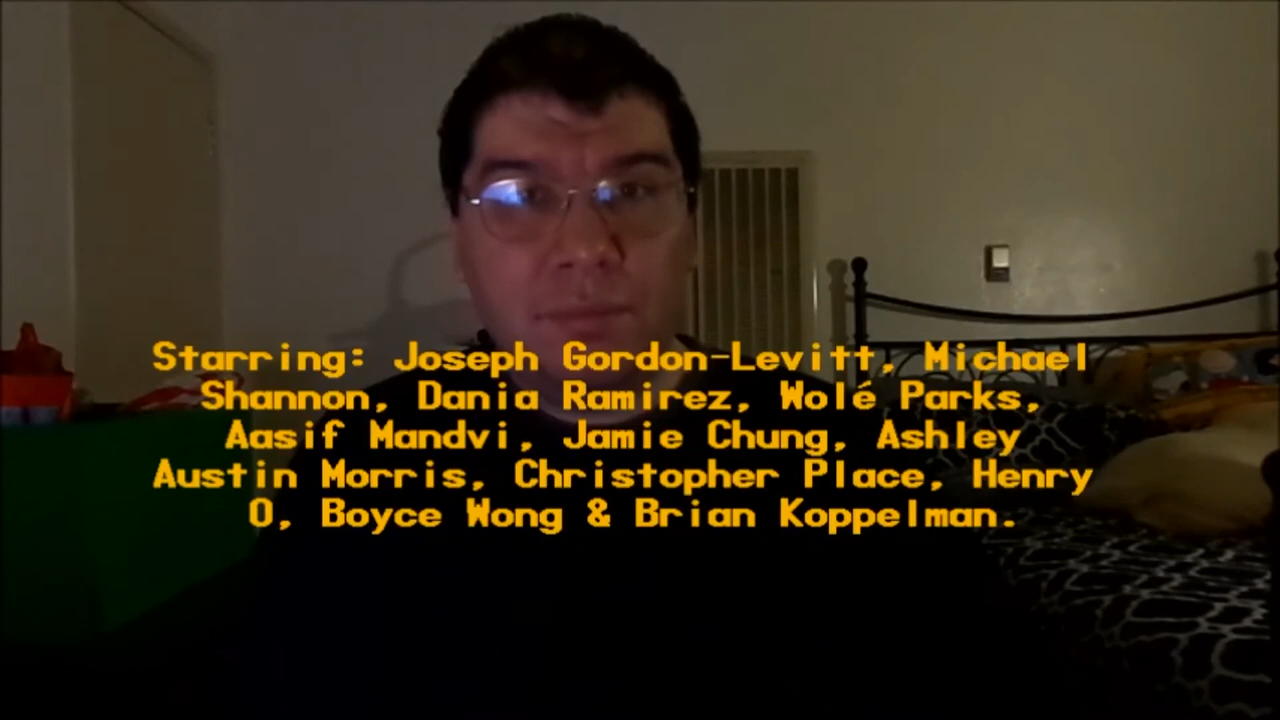 Starring: Joseph Gordon-Levitt, Michael
Shannon, Dania Ramirez, Wolé Parks,
Aasif Mandvi, Jamie Chung, Ashley
Austin Morris, Christopher Place, Henry
O, Boyce Wong & Brian Koppelman.